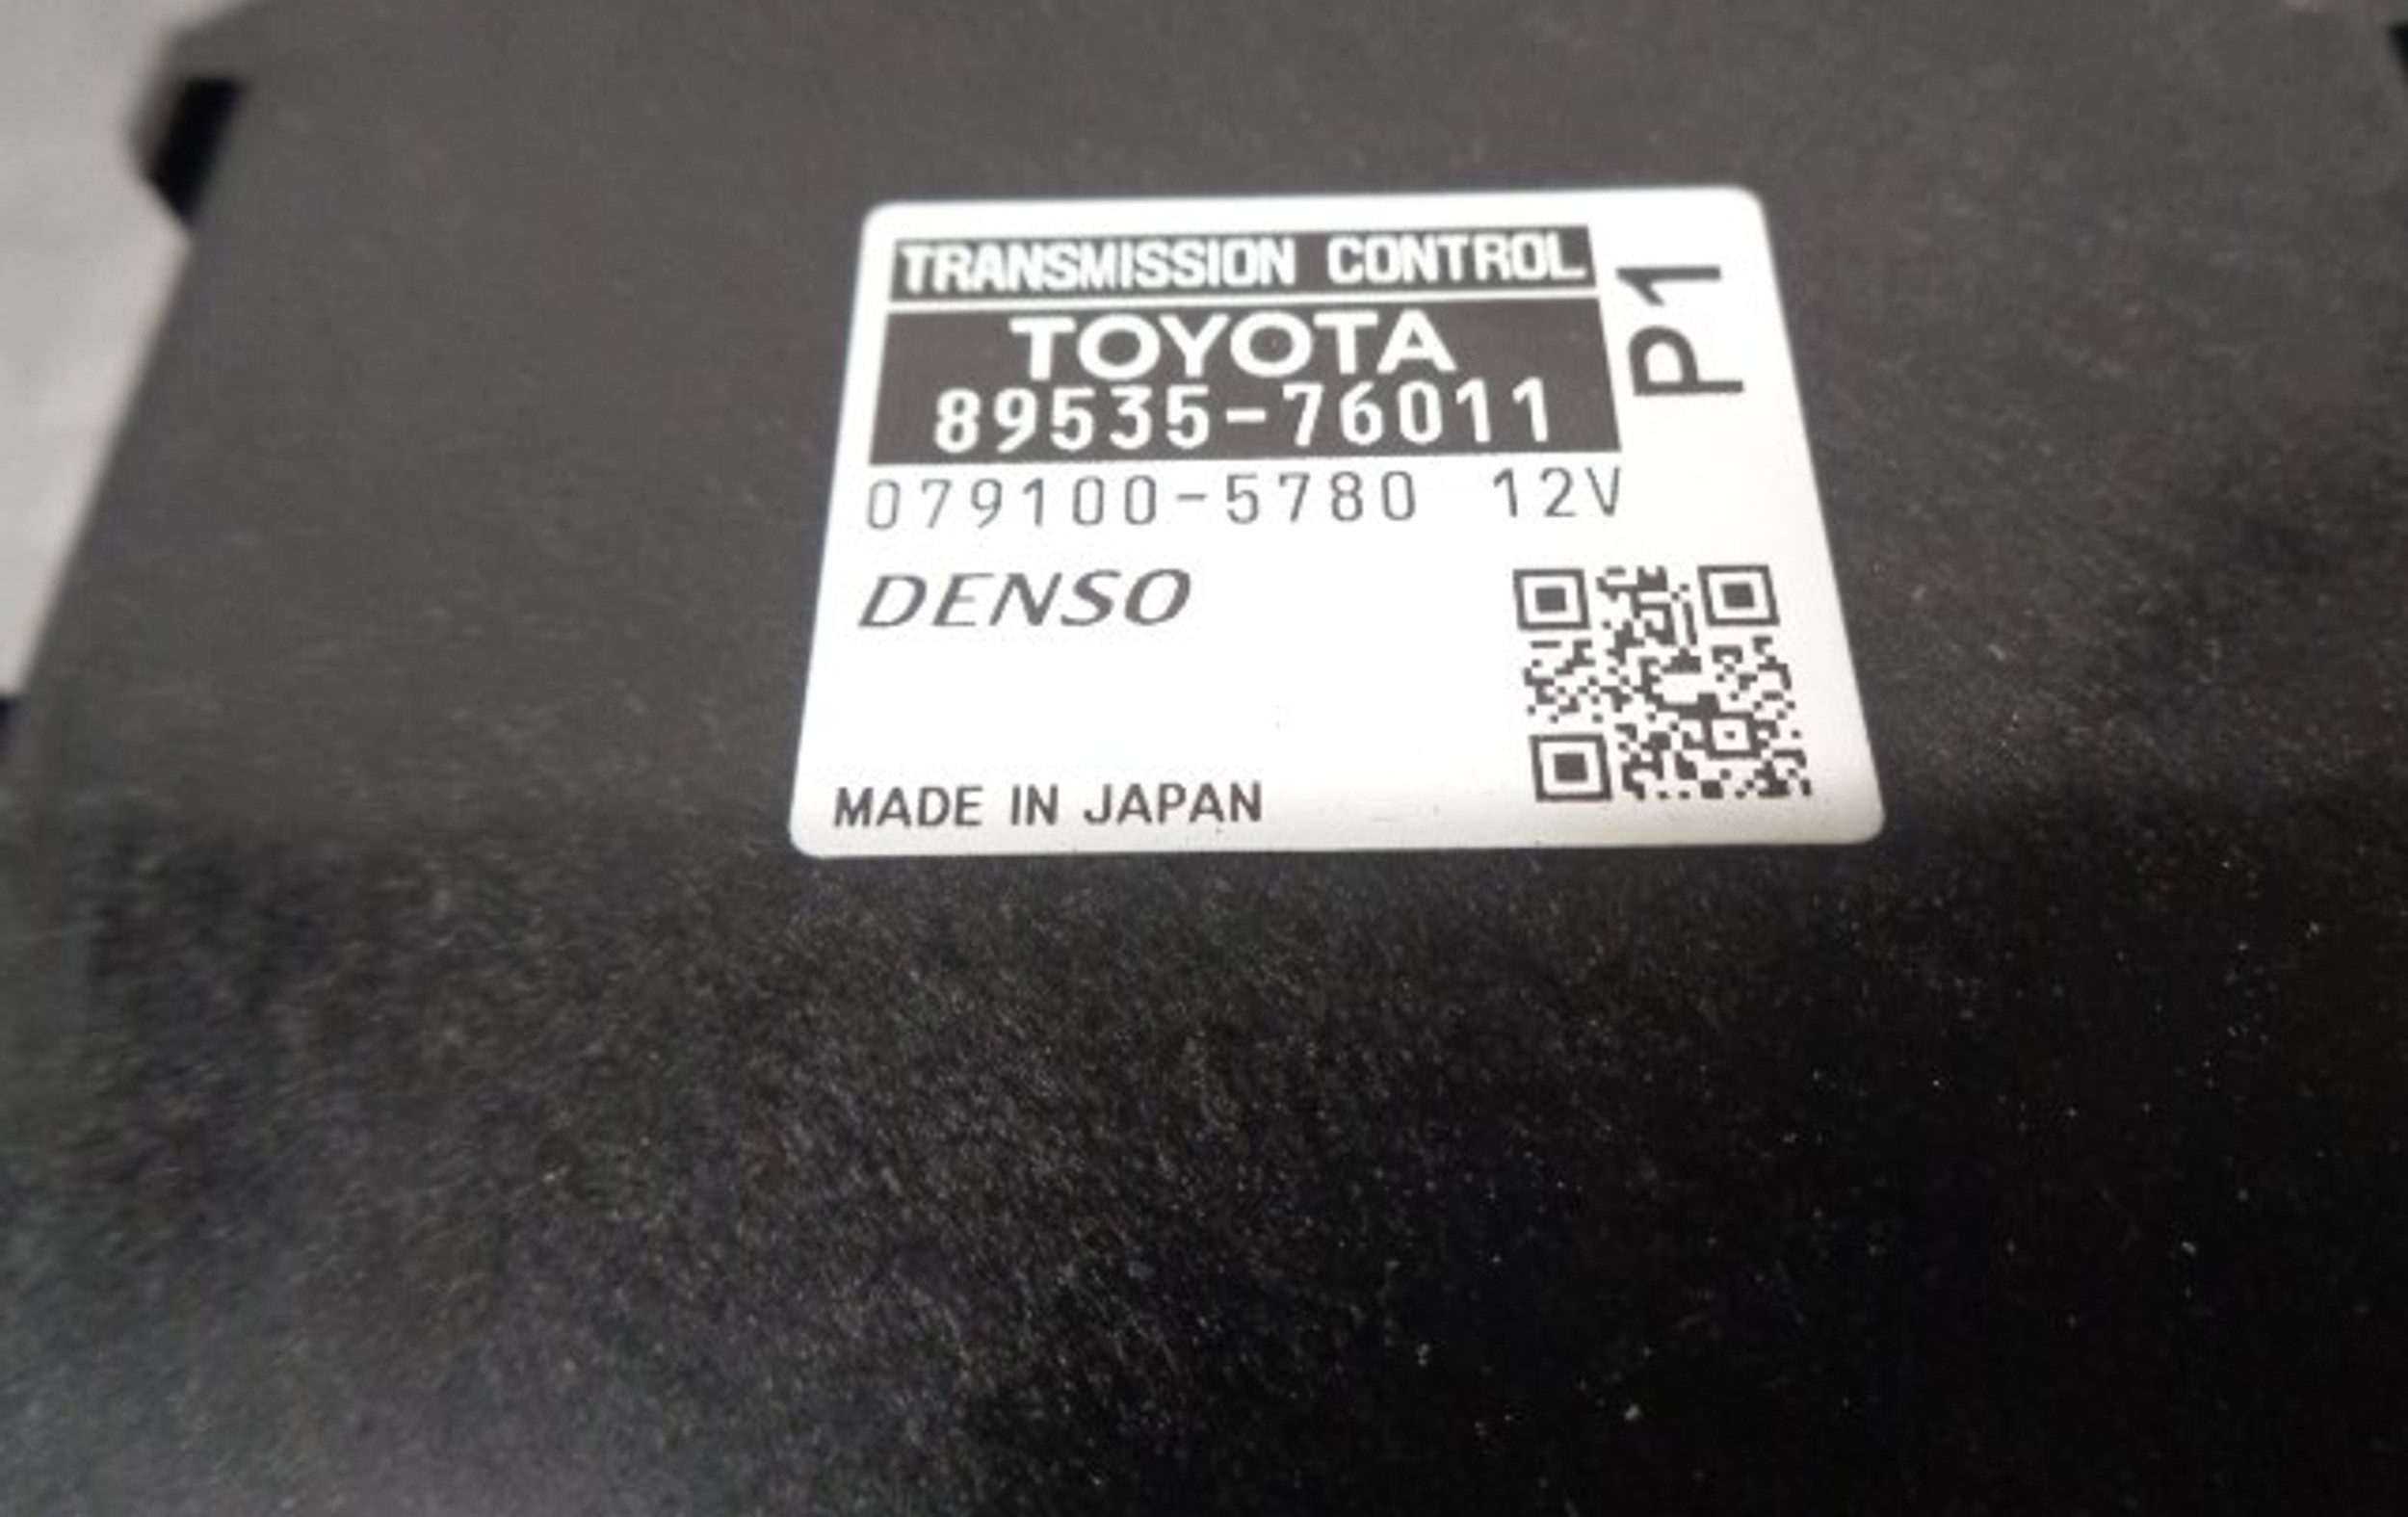 TRANSMISSION CONTROL
TOYOTA
89535-76011
P1
079100-5780 12V
DENSO
MADE IN JAPAN